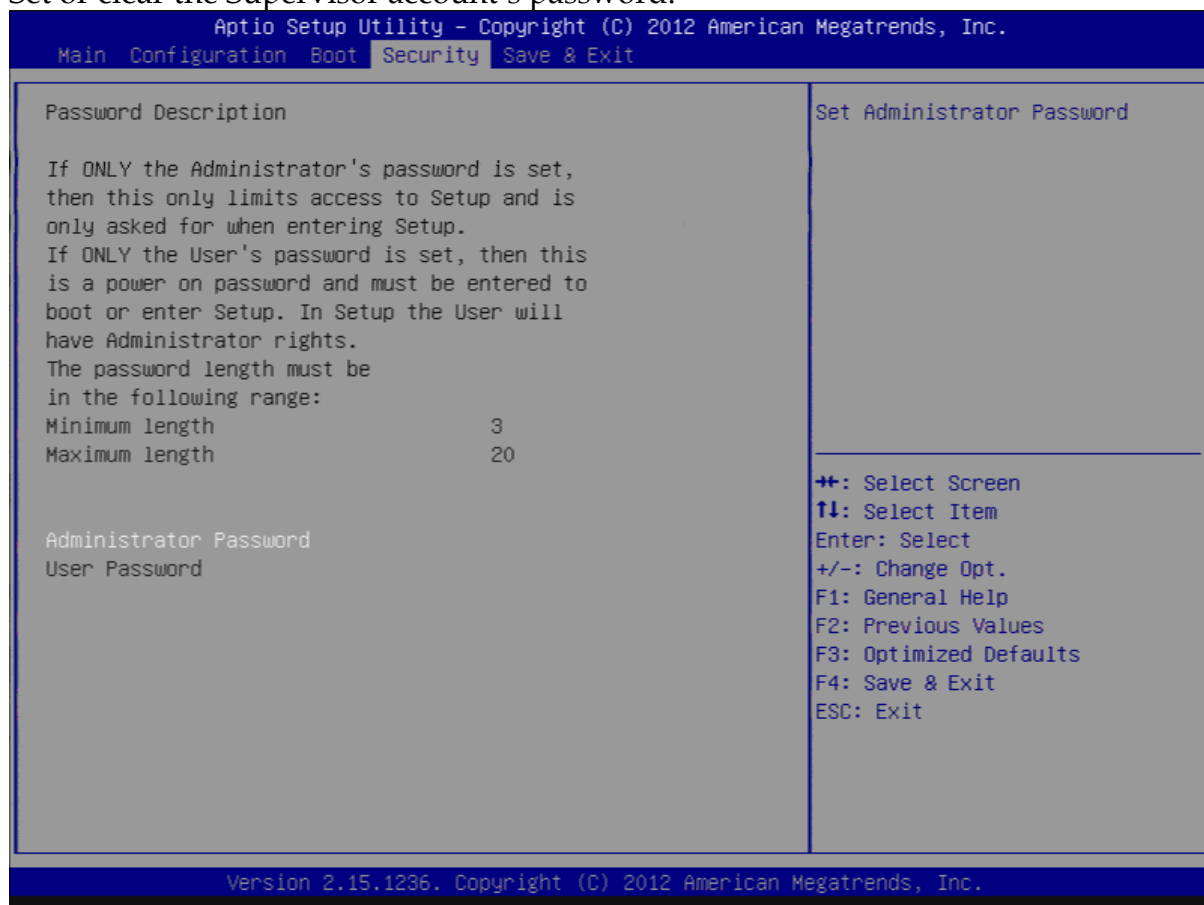 Set or clear the Supervisor account's password.
Aptio Setup Utility – Copyright (C) 2012 American Megatrends, Inc.
Main Configuration Boot Security Save & Exit
Password Description
If ONLY the Administrator's password is set,
then this only limits access to Setup and is
only asked for when entering Setup.
If ONLY the User's password is set, then this
is a power on password and must be entered to
boot or enter Setup. In Setup the User will
have Administrator rights.
The password length must be
in the following range:
Minimum length 3
Maximum length 20
Administrator Password
User Password
Set Administrator Password
→←: Select Screen
↑↓: Select Item
Enter: Select
+/-: Change Opt.
F1: General Help
F2: Previous Values
F3: Optimized Defaults
F4: Save & Exit
ESC: Exit
Version 2.15.1236. Copyright (C) 2012 American Megatrends, Inc.